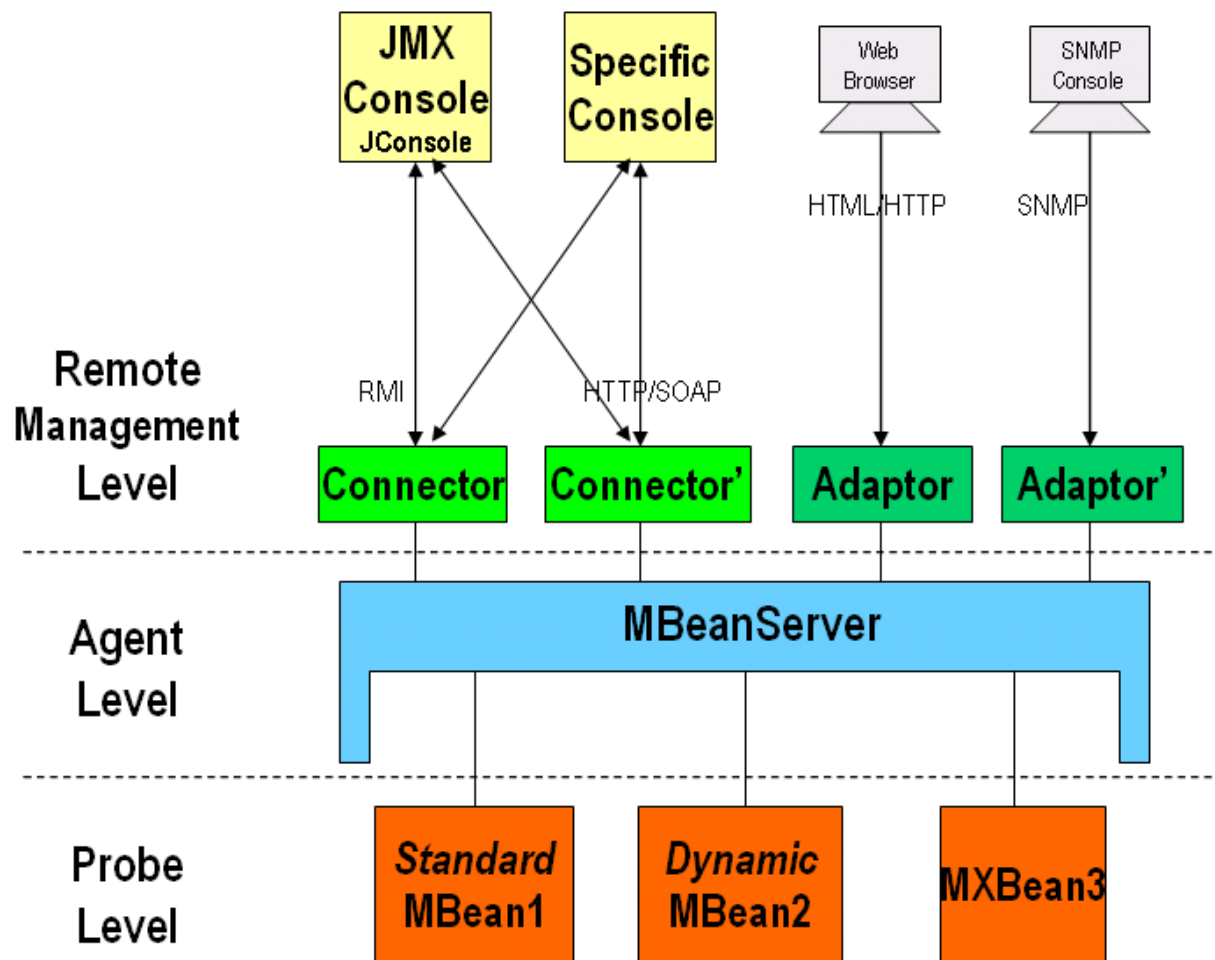 JMX
Console
JConsole
Specific
Console
Web
Browser
SNMP
Console
HTML/HTTP
SNMP
Remote
Management
Level
RMI
HTTP/SOAP
Connector
Connector’
Adaptor
Adaptor’
Agent
Level
MBeanServer
Probe
Level
Standard
MBean1
Dynamic
MBean2
MXBean3